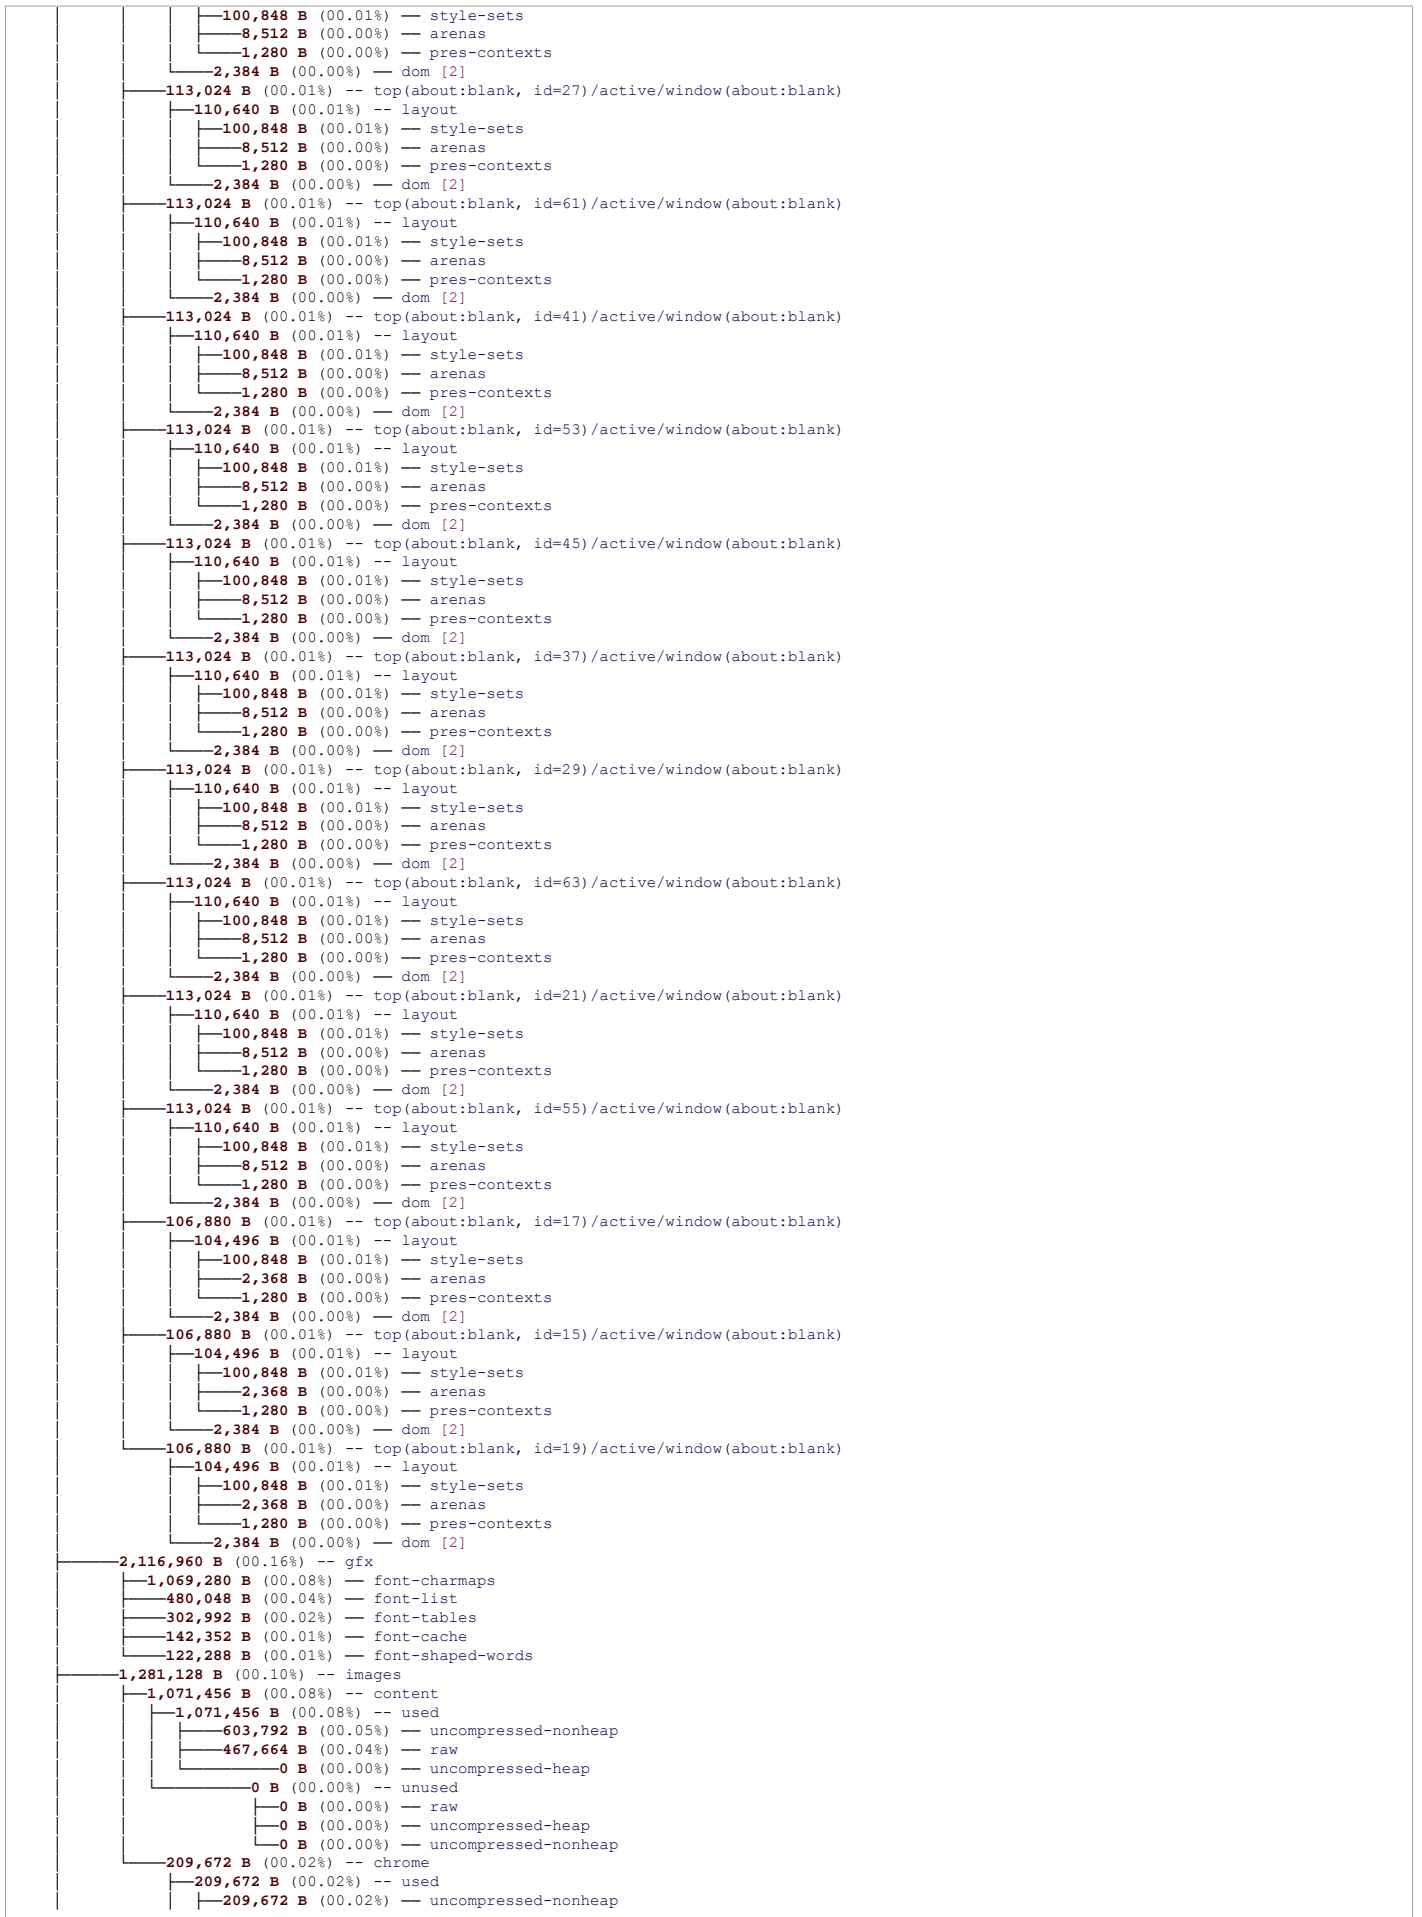 │ │ │ ├──100,848 B (00.01%) ── style-sets
│ │ │ ├────8,512 B (00.00%) ── arenas
│ │ │ └────1,280 B (00.00%) ── pres-contexts
│ │ └────2,384 B (00.00%) ── dom [2]
│ ├────113,024 B (00.01%) -- top(about:blank, id=27)/active/window(about:blank)
│ │ ├──110,640 B (00.01%) -- layout
│ │ │ ├──100,848 B (00.01%) ── style-sets
│ │ │ ├────8,512 B (00.00%) ── arenas
│ │ │ └────1,280 B (00.00%) ── pres-contexts
│ │ └────2,384 B (00.00%) ── dom [2]
│ ├────113,024 B (00.01%) -- top(about:blank, id=61)/active/window(about:blank)
│ │ ├──110,640 B (00.01%) -- layout
│ │ │ ├──100,848 B (00.01%) ── style-sets
│ │ │ ├────8,512 B (00.00%) ── arenas
│ │ │ └────1,280 B (00.00%) ── pres-contexts
│ │ └────2,384 B (00.00%) ── dom [2]
│ ├────113,024 B (00.01%) -- top(about:blank, id=41)/active/window(about:blank)
│ │ ├──110,640 B (00.01%) -- layout
│ │ │ ├──100,848 B (00.01%) ── style-sets
│ │ │ ├────8,512 B (00.00%) ── arenas
│ │ │ └────1,280 B (00.00%) ── pres-contexts
│ │ └────2,384 B (00.00%) ── dom [2]
│ ├────113,024 B (00.01%) -- top(about:blank, id=53)/active/window(about:blank)
│ │ ├──110,640 B (00.01%) -- layout
│ │ │ ├──100,848 B (00.01%) ── style-sets
│ │ │ ├────8,512 B (00.00%) ── arenas
│ │ │ └────1,280 B (00.00%) ── pres-contexts
│ │ └────2,384 B (00.00%) ── dom [2]
│ ├────113,024 B (00.01%) -- top(about:blank, id=45)/active/window(about:blank)
│ │ ├──110,640 B (00.01%) -- layout
│ │ │ ├──100,848 B (00.01%) ── style-sets
│ │ │ ├────8,512 B (00.00%) ── arenas
│ │ │ └────1,280 B (00.00%) ── pres-contexts
│ │ └────2,384 B (00.00%) ── dom [2]
│ ├────113,024 B (00.01%) -- top(about:blank, id=37)/active/window(about:blank)
│ │ ├──110,640 B (00.01%) -- layout
│ │ │ ├──100,848 B (00.01%) ── style-sets
│ │ │ ├────8,512 B (00.00%) ── arenas
│ │ │ └────1,280 B (00.00%) ── pres-contexts
│ │ └────2,384 B (00.00%) ── dom [2]
│ ├────113,024 B (00.01%) -- top(about:blank, id=29)/active/window(about:blank)
│ │ ├──110,640 B (00.01%) -- layout
│ │ │ ├──100,848 B (00.01%) ── style-sets
│ │ │ ├────8,512 B (00.00%) ── arenas
│ │ │ └────1,280 B (00.00%) ── pres-contexts
│ │ └────2,384 B (00.00%) ── dom [2]
│ ├────113,024 B (00.01%) -- top(about:blank, id=63)/active/window(about:blank)
│ │ ├──110,640 B (00.01%) -- layout
│ │ │ ├──100,848 B (00.01%) ── style-sets
│ │ │ ├────8,512 B (00.00%) ── arenas
│ │ │ └────1,280 B (00.00%) ── pres-contexts
│ │ └────2,384 B (00.00%) ── dom [2]
│ ├────113,024 B (00.01%) -- top(about:blank, id=21)/active/window(about:blank)
│ │ ├──110,640 B (00.01%) -- layout
│ │ │ ├──100,848 B (00.01%) ── style-sets
│ │ │ ├────8,512 B (00.00%) ── arenas
│ │ │ └────1,280 B (00.00%) ── pres-contexts
│ │ └────2,384 B (00.00%) ── dom [2]
│ ├────113,024 B (00.01%) -- top(about:blank, id=55)/active/window(about:blank)
│ │ ├──110,640 B (00.01%) -- layout
│ │ │ ├──100,848 B (00.01%) ── style-sets
│ │ │ ├────8,512 B (00.00%) ── arenas
│ │ │ └────1,280 B (00.00%) ── pres-contexts
│ │ └────2,384 B (00.00%) ── dom [2]
│ ├────106,880 B (00.01%) -- top(about:blank, id=17)/active/window(about:blank)
│ │ ├──104,496 B (00.01%) -- layout
│ │ │ ├──100,848 B (00.01%) ── style-sets
│ │ │ ├────2,368 B (00.00%) ── arenas
│ │ │ └────1,280 B (00.00%) ── pres-contexts
│ │ └────2,384 B (00.00%) ── dom [2]
│ ├────106,880 B (00.01%) -- top(about:blank, id=15)/active/window(about:blank)
│ │ ├──104,496 B (00.01%) -- layout
│ │ │ ├──100,848 B (00.01%) ── style-sets
│ │ │ ├────2,368 B (00.00%) ── arenas
│ │ │ └────1,280 B (00.00%) ── pres-contexts
│ │ └────2,384 B (00.00%) ── dom [2]
│ └────106,880 B (00.01%) -- top(about:blank, id=19)/active/window(about:blank)
│ ├──104,496 B (00.01%) -- layout
│ │ ├──100,848 B (00.01%) ── style-sets
│ │ ├────2,368 B (00.00%) ── arenas
│ │ └────1,280 B (00.00%) ── pres-contexts
│ └────2,384 B (00.00%) ── dom [2]
├──────2,116,960 B (00.16%) -- gfx
│ ├──1,069,280 B (00.08%) ── font-charmaps
│ ├────480,048 B (00.04%) ── font-list
│ ├────302,992 B (00.02%) ── font-tables
│ ├────142,352 B (00.01%) ── font-cache
│ └────122,288 B (00.01%) ── font-shaped-words
├──────1,281,128 B (00.10%) -- images
│ ├──1,071,456 B (00.08%) -- content
│ │ ├──1,071,456 B (00.08%) -- used
│ │ │ ├────603,792 B (00.05%) ── uncompressed-nonheap
│ │ │ ├────467,664 B (00.04%) ── raw
│ │ │ └──────────0 B (00.00%) ── uncompressed-heap
│ │ └──────────0 B (00.00%) -- unused
│ │ ├──0 B (00.00%) ── raw
│ │ ├──0 B (00.00%) ── uncompressed-heap
│ │ └──0 B (00.00%) ── uncompressed-nonheap
│ └────209,672 B (00.02%) -- chrome
│ ├──209,672 B (00.02%) -- used
│ │ ├──209,672 B (00.02%) ── uncompressed-nonheap